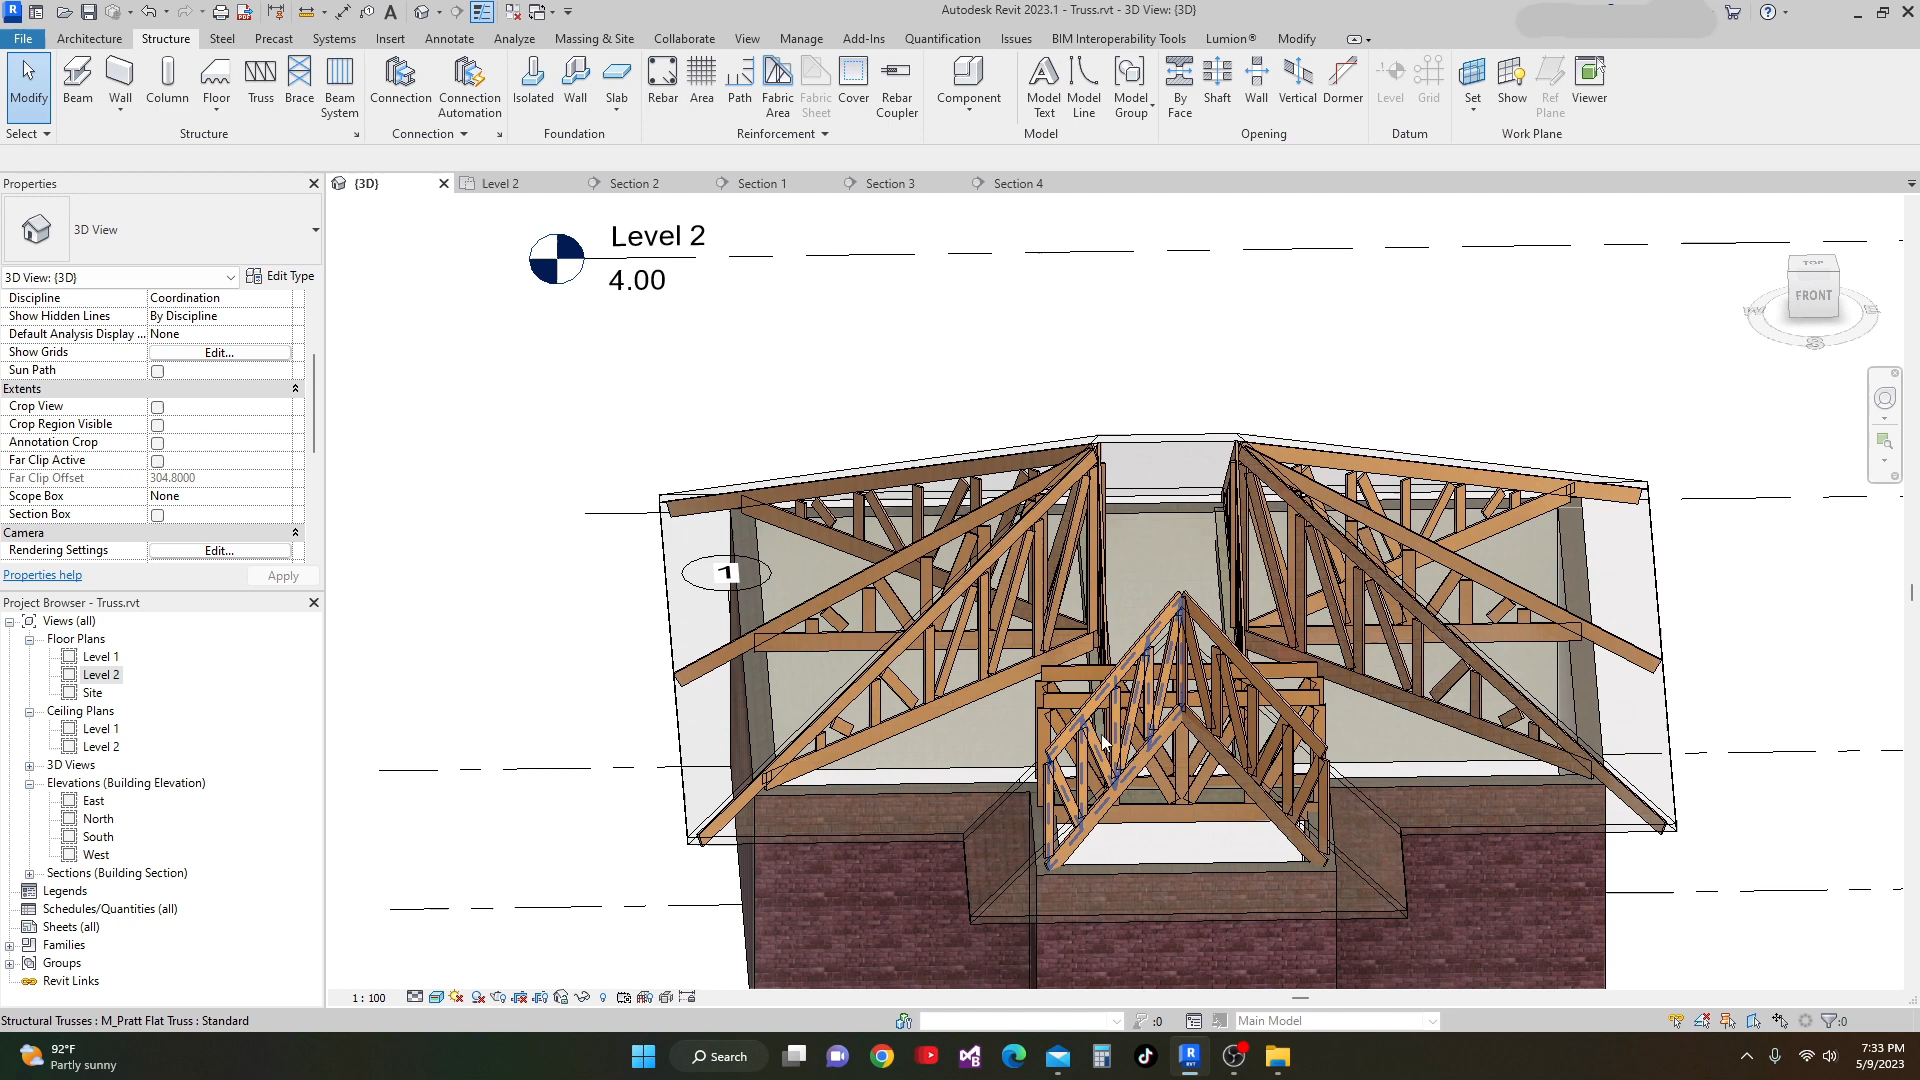 Autodesk Revit 2023.1 - Truss.rvt - 3D View: {3D}
File Architecture Structure Steel Precast Systems Insert Annotate Analyze Massing & Site Collaborate View Manage Add-Ins Quantification Issues BIM Interoperability Tools Lumion® Modify
Modify Beam Wall Column Floor Truss Brace Beam System Connection Connection Automation Isolated Wall Slab Rebar Area Path Fabric Area Fabric Sheet Cover Rebar Coupler Component Model Text Model Line Model Group By Face Shaft Wall Vertical Dormer Level Grid Set Show Ref Plane Viewer
Select Structure Connection Foundation Reinforcement Model Opening Datum Work Plane
Properties
{3D} Level 2 Section 2 Section 1 Section 3 Section 4
3D View
3D View: {3D} Edit Type
Discipline Coordination
Show Hidden Lines By Discipline
Default Analysis Display ... None
Show Grids Edit...
Sun Path
Extents
Crop View
Crop Region Visible
Annotation Crop
Far Clip Active
Far Clip Offset 304.8000
Scope Box None
Section Box
Camera
Rendering Settings Edit...
Properties help Apply
Project Browser - Truss.rvt
Views (all)
Floor Plans
Level 1
Level 2
Site
Ceiling Plans
Level 1
Level 2
3D Views
Elevations (Building Elevation)
East
North
South
West
Sections (Building Section)
Legends
Schedules/Quantities (all)
Sheets (all)
Families
Groups
Revit Links
Level 2
4.00
TOP
FRONT
W
S
1
1 : 100
Structural Trusses : M_Pratt Flat Truss : Standard
:0
Main Model
:0
92°F
Partly sunny
Search
7:33 PM
5/9/2023